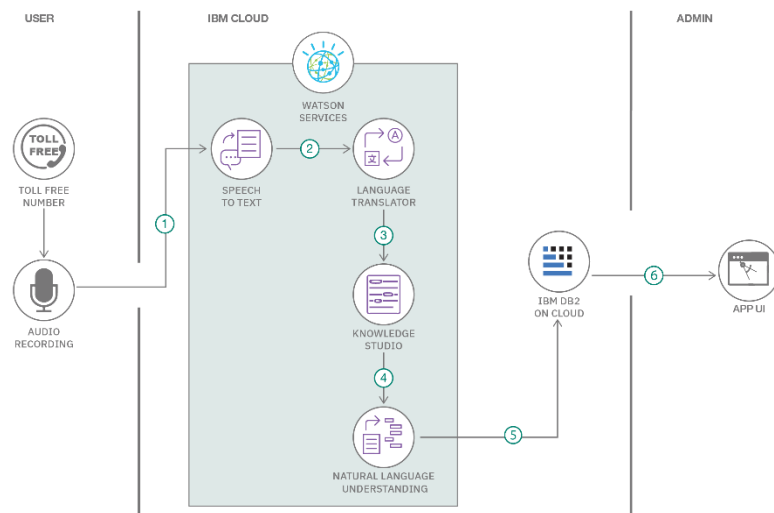 USER
IBM CLOUD
ADMIN
WATSON
SERVICES
TOLL
FREE
TOLL FREE
NUMBER
SPEECH
TO TEXT
2
A
文
LANGUAGE
TRANSLATOR
1
3
AUDIO
RECORDING
KNOWLEDGE
STUDIO
IBM DB2
ON CLOUD
6
APP UI
4
5
NATURAL LANGUAGE
UNDERSTANDING